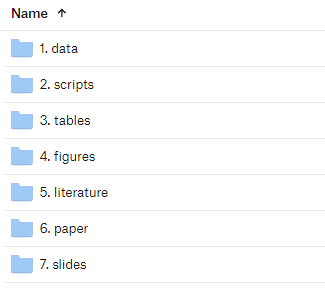 Name ↑
1. data
2. scripts
3. tables
4. figures
5. literature
6. paper
7. slides